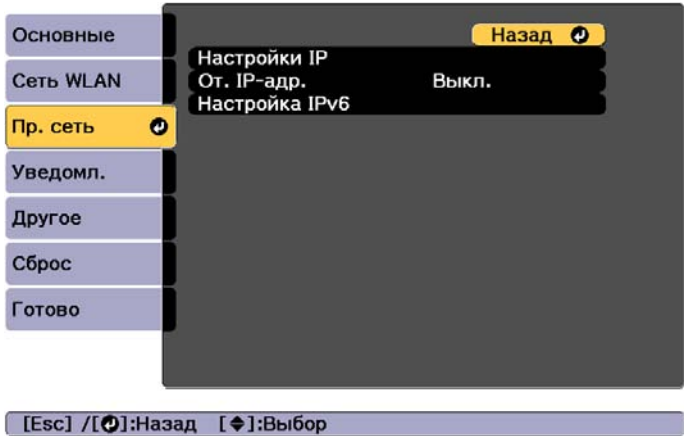 Основные
Сеть WLAN
Пр. сеть
Уведомл.
Другое
Сброс
Готово
Назад
Настройки IP
От. IP-адр. Выкл.
Настройка IPv6
[Esc] /[⏎]:Назад [◆]:Выбор